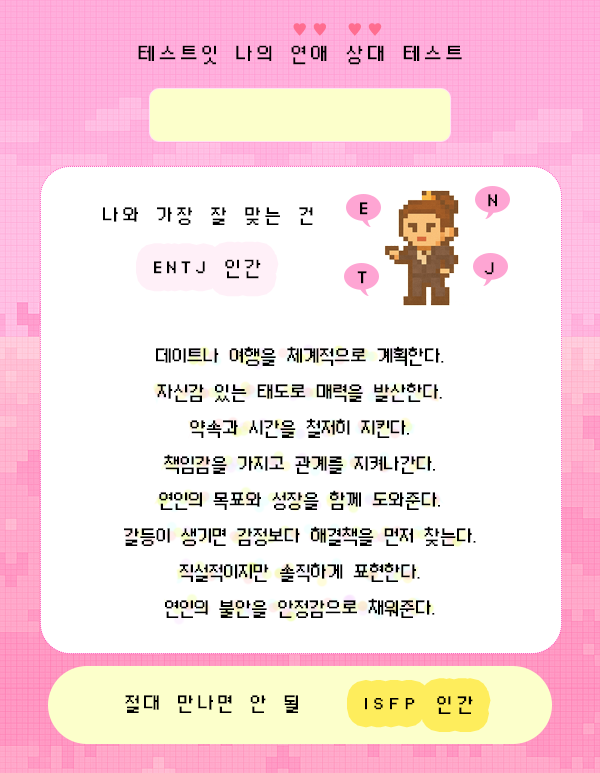 테스트잇 나의 연애 상대 테스트
나와 가장 잘 맞는 건
ENTJ 인간
E
N
T
J
데이트나 여행을 체계적으로 계획한다.
자신감 있는 태도로 매력을 발산한다.
약속과 시간을 철저히 지킨다.
책임감을 가지고 관계를 지켜나간다.
연인의 목표와 성장을 함께 도와준다.
갈등이 생기면 감정보다 해결책을 먼저 찾는다.
직설적이지만 솔직하게 표현한다.
연인의 불안을 안정감으로 채워준다.
절대 만나면 안 될 ISFP 인간